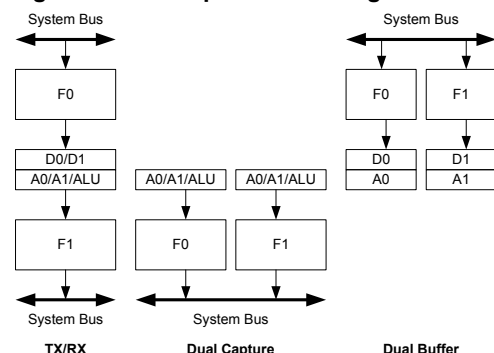 System Bus
System Bus
F0
F0
F1
D0/D1
A0/A1/ALU
A0/A1/ALU
A0/A1/ALU
D0
D1
A0
A1
F1
F0
F1
System Bus
System Bus
TX/RX
Dual Capture
Dual Buffer